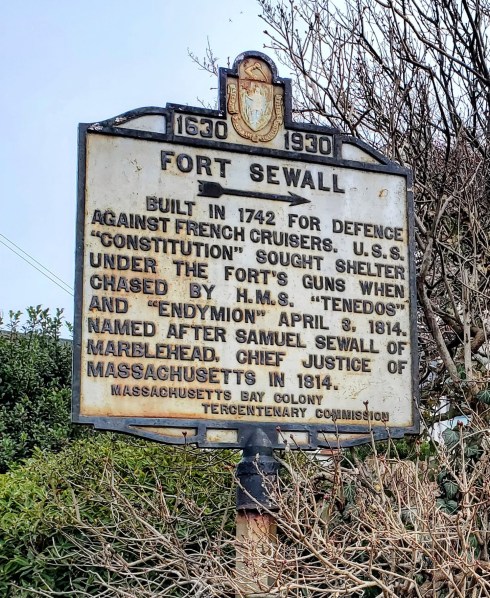 1630 1930
FORT SEWALL
BUILT IN 1742 FOR DEFENCE
AGAINST FRENCH CRUISERS. U.S.S.
"CONSTITUTION" SOUGHT SHELTER
UNDER THE FORT'S GUNS WHEN
CHASED BY H.M.S. "TENEDOS"
AND "ENDYMION" APRIL 3, 1814.
NAMED AFTER SAMUEL SEWALL OF
MARBLEHEAD, CHIEF JUSTICE OF
MASSACHUSETTS IN 1814.
MASSACHUSETTS BAY COLONY
TERCENTENARY COMMISSION